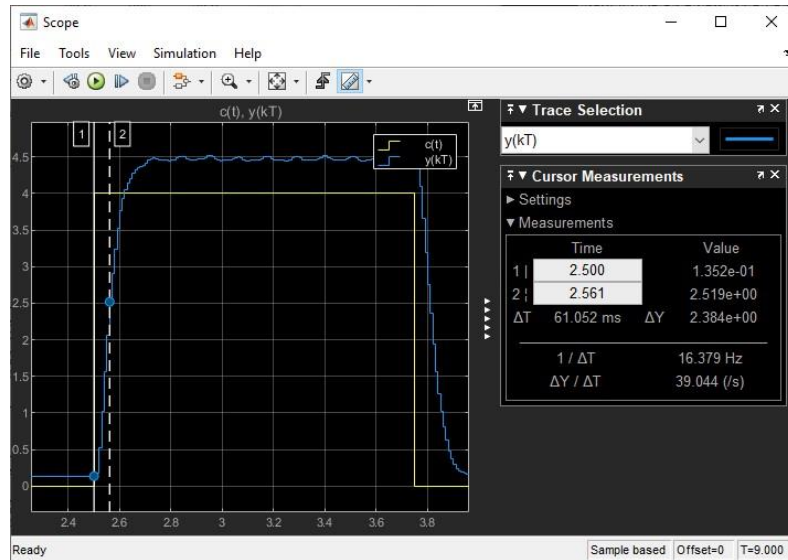 Scope
File Tools View Simulation Help
c(t), y(kT)
1 2
c(t)
y(kT)
4.5
4
3.5
3
2.5
2
1.5
1
0.5
0
2.4 2.6 2.8 3 3.2 3.4 3.6 3.8
Trace Selection
y(kT)
Cursor Measurements
Settings
Measurements
Time Value
1 | 2.500 1.352e-01
2 ¦ 2.561 2.519e+00
ΔT 61.052 ms ΔY 2.384e+00
1 / ΔT 16.379 Hz
ΔY / ΔT 39.044 (/s)
Ready
Sample based Offset=0 T=9.000